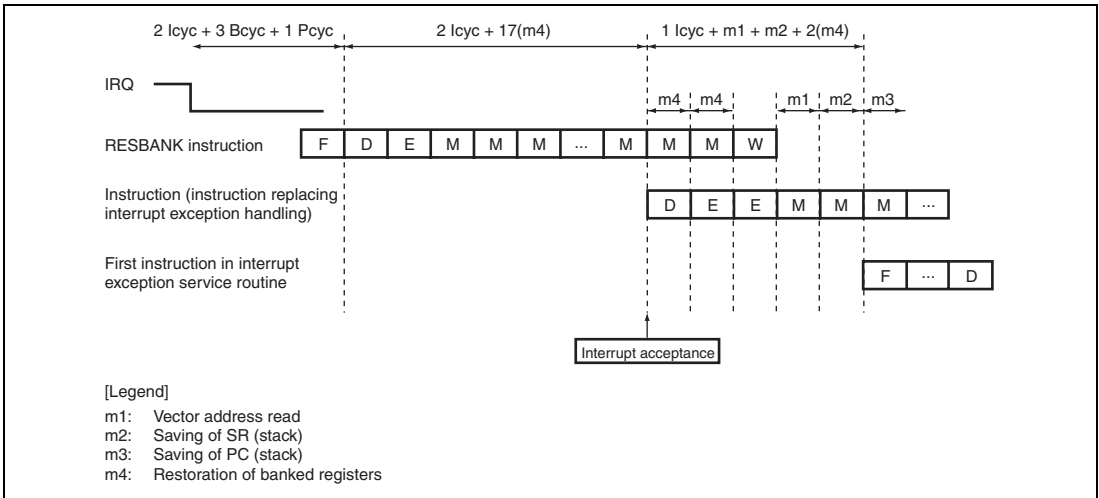 2 Icyc + 3 Bcyc + 1 Pcyc 2 Icyc + 17(m4) 1 Icyc + m1 + m2 + 2(m4)
IRQ
m4 m4 m1 m2 m3
RESBANK instruction F D E M M M ... M M M W
Instruction (instruction replacing
interrupt exception handling) D E E M M M ...
First instruction in interrupt
exception service routine F ... D
Interrupt acceptance
[Legend]
m1: Vector address read
m2: Saving of SR (stack)
m3: Saving of PC (stack)
m4: Restoration of banked registers